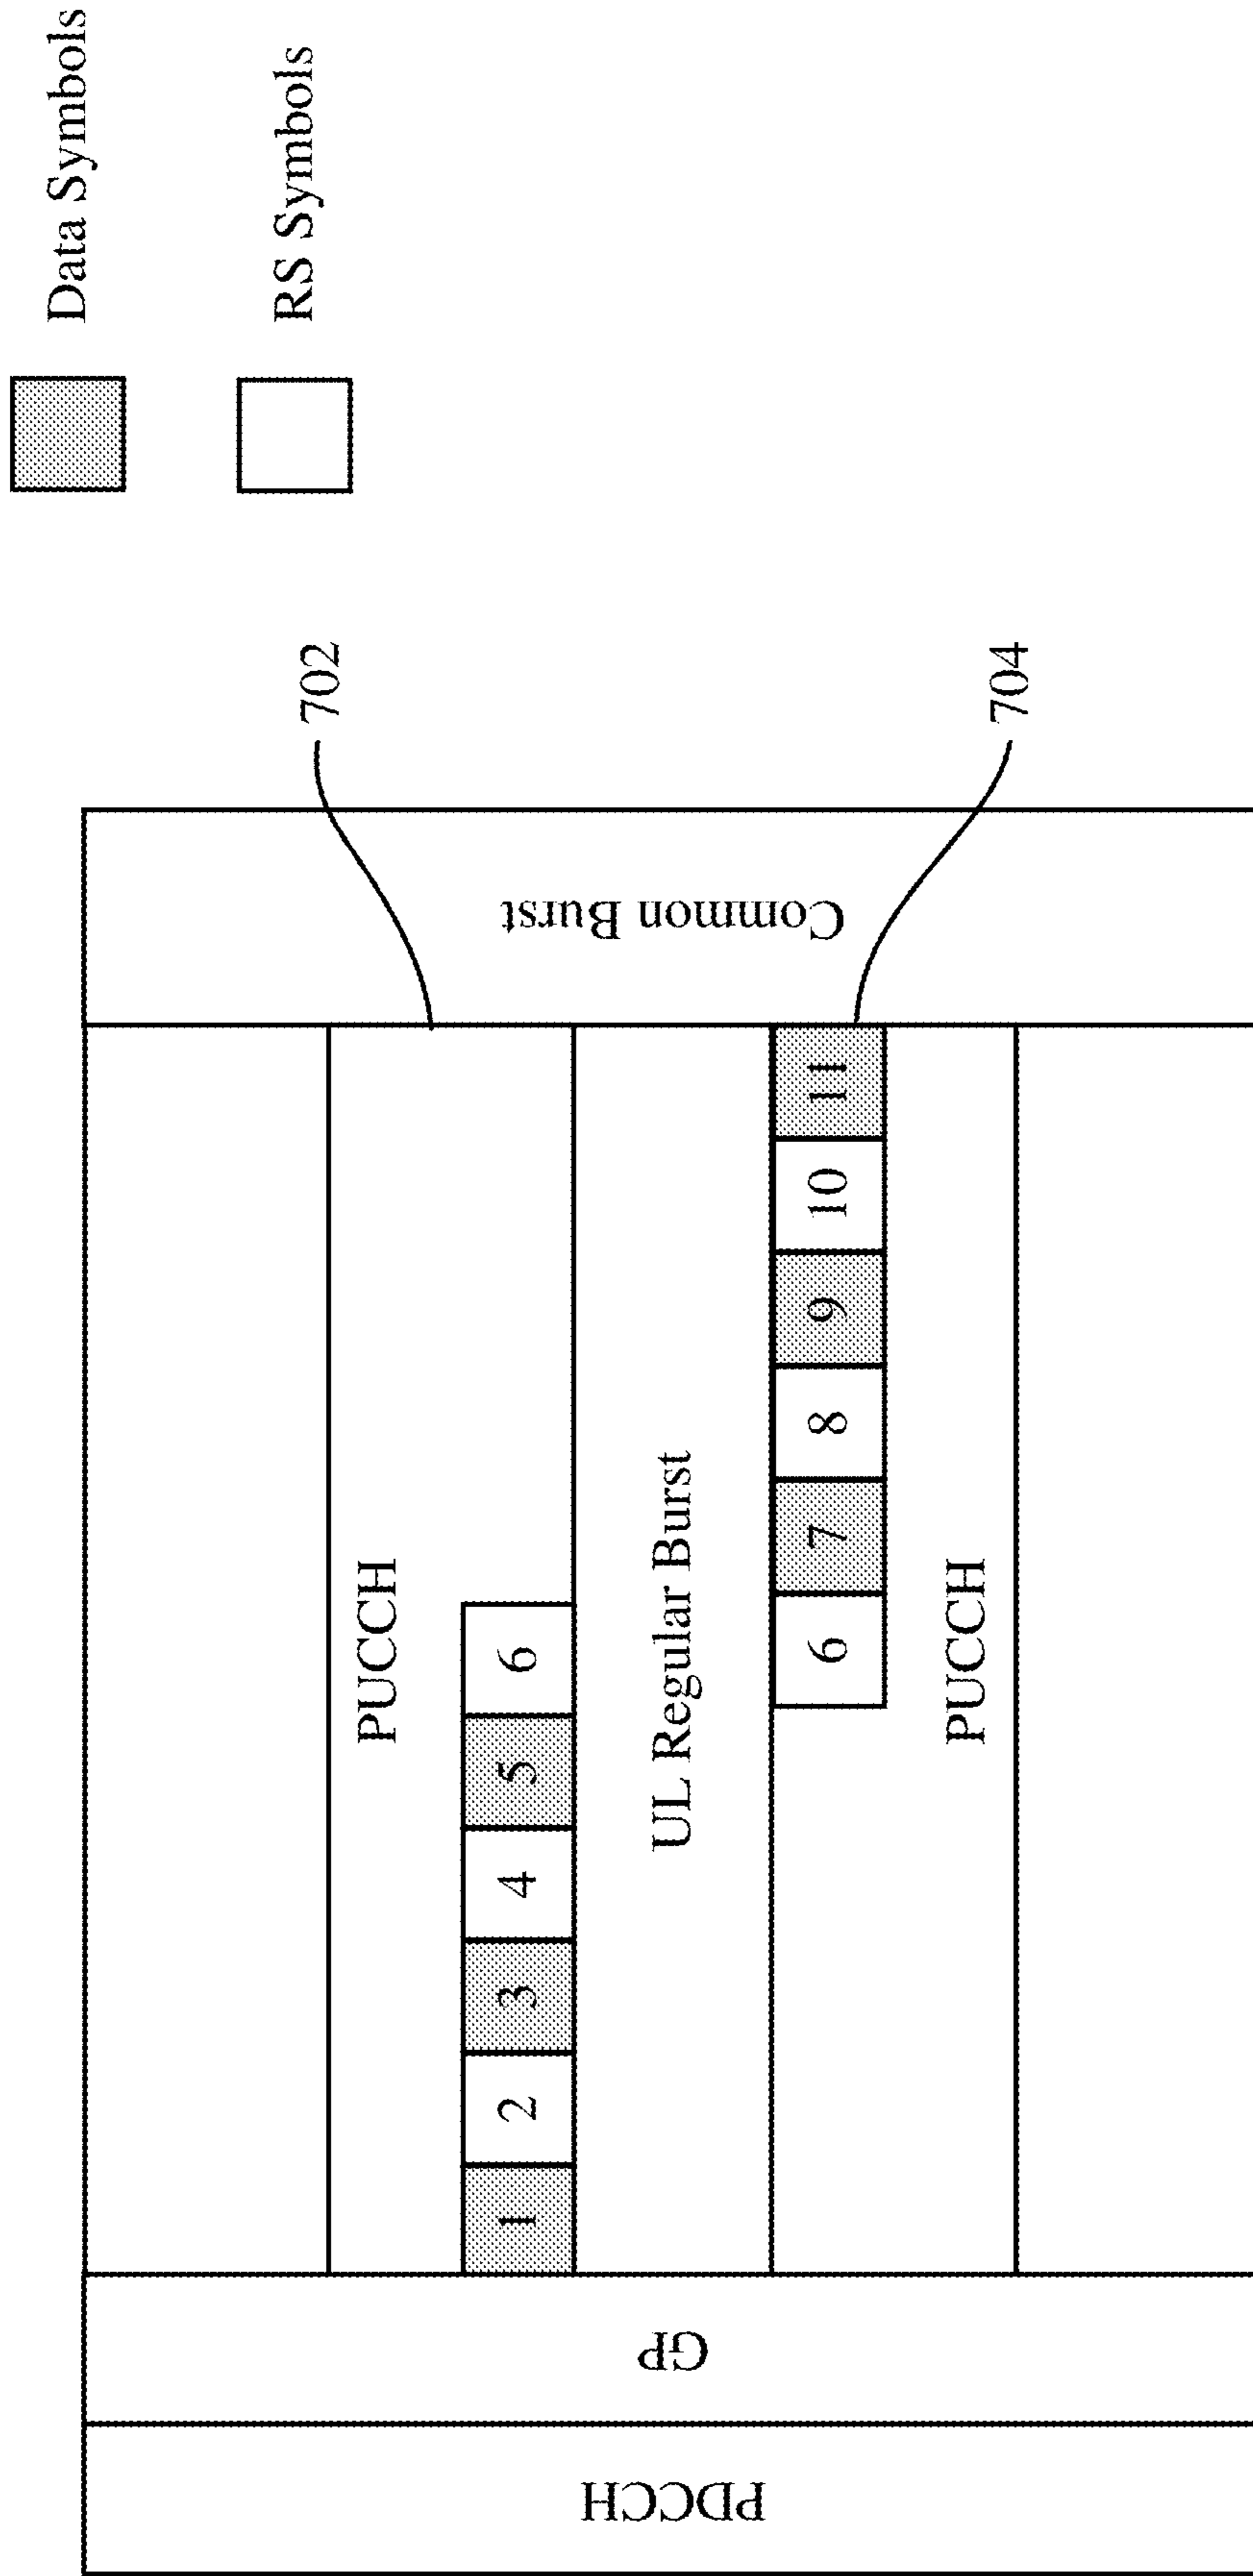 Data Symbols
RS Symbols
702
PDCCH
GP
PUCCH
1 2 3 4 5 6
UL Regular Burst
6 7 8 9 10 11
PUCCH
Common Burst
704